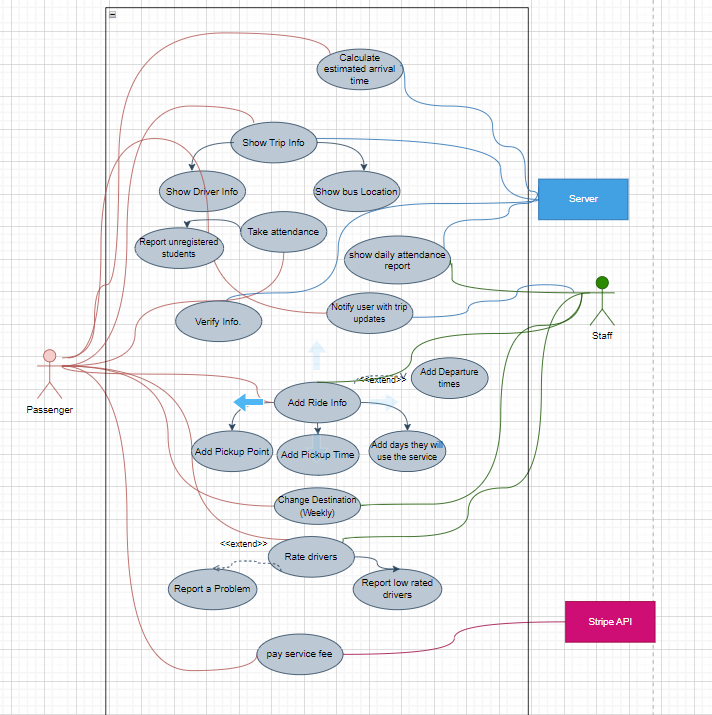 Calculate
estimated arrival
time
Show Trip Info
Show Driver Info
Show bus Location
Server
Take attendance
Report unregistered
students
show daily attendance
report
Verify Info.
Notify user with trip
updates
Staff
Passenger
<<extend>>
Add Departure
times
Add Ride Info
Add Pickup Point
Add Pickup Time
Add days they will
use the service
Change Destination
(Weekly)
<<extend>>
Rate drivers
Report a Problem
Report low rated
drivers
Stripe API
pay service fee